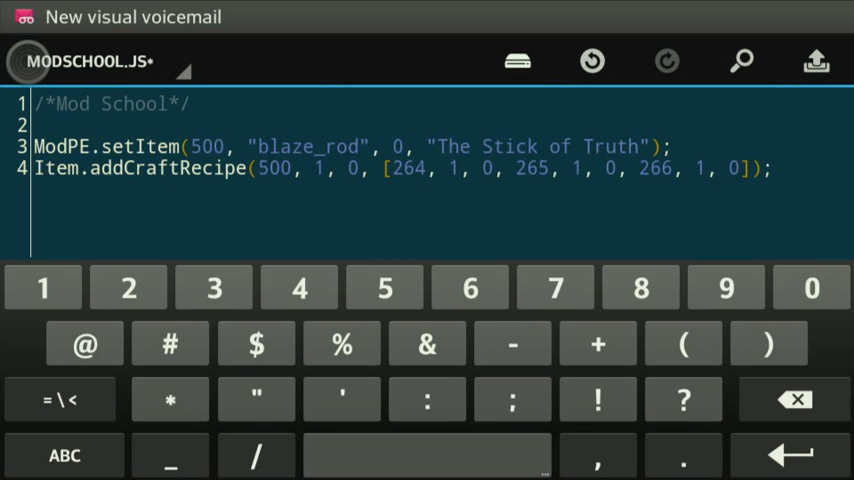 New visual voicemail
MODSCHOOL.JS*
1 /*Mod School*/
2
3 ModPE.setItem(500, "blaze_rod", 0, "The Stick of Truth");
4 Item.addCraftRecipe(500, 1, 0, [264, 1, 0, 265, 1, 0, 266, 1, 0]);
1 2 3 4 5 6 7 8 9 0
@ # $ % & - + ( )
=\< * " ' : ; ! ?
ABC _ / , .